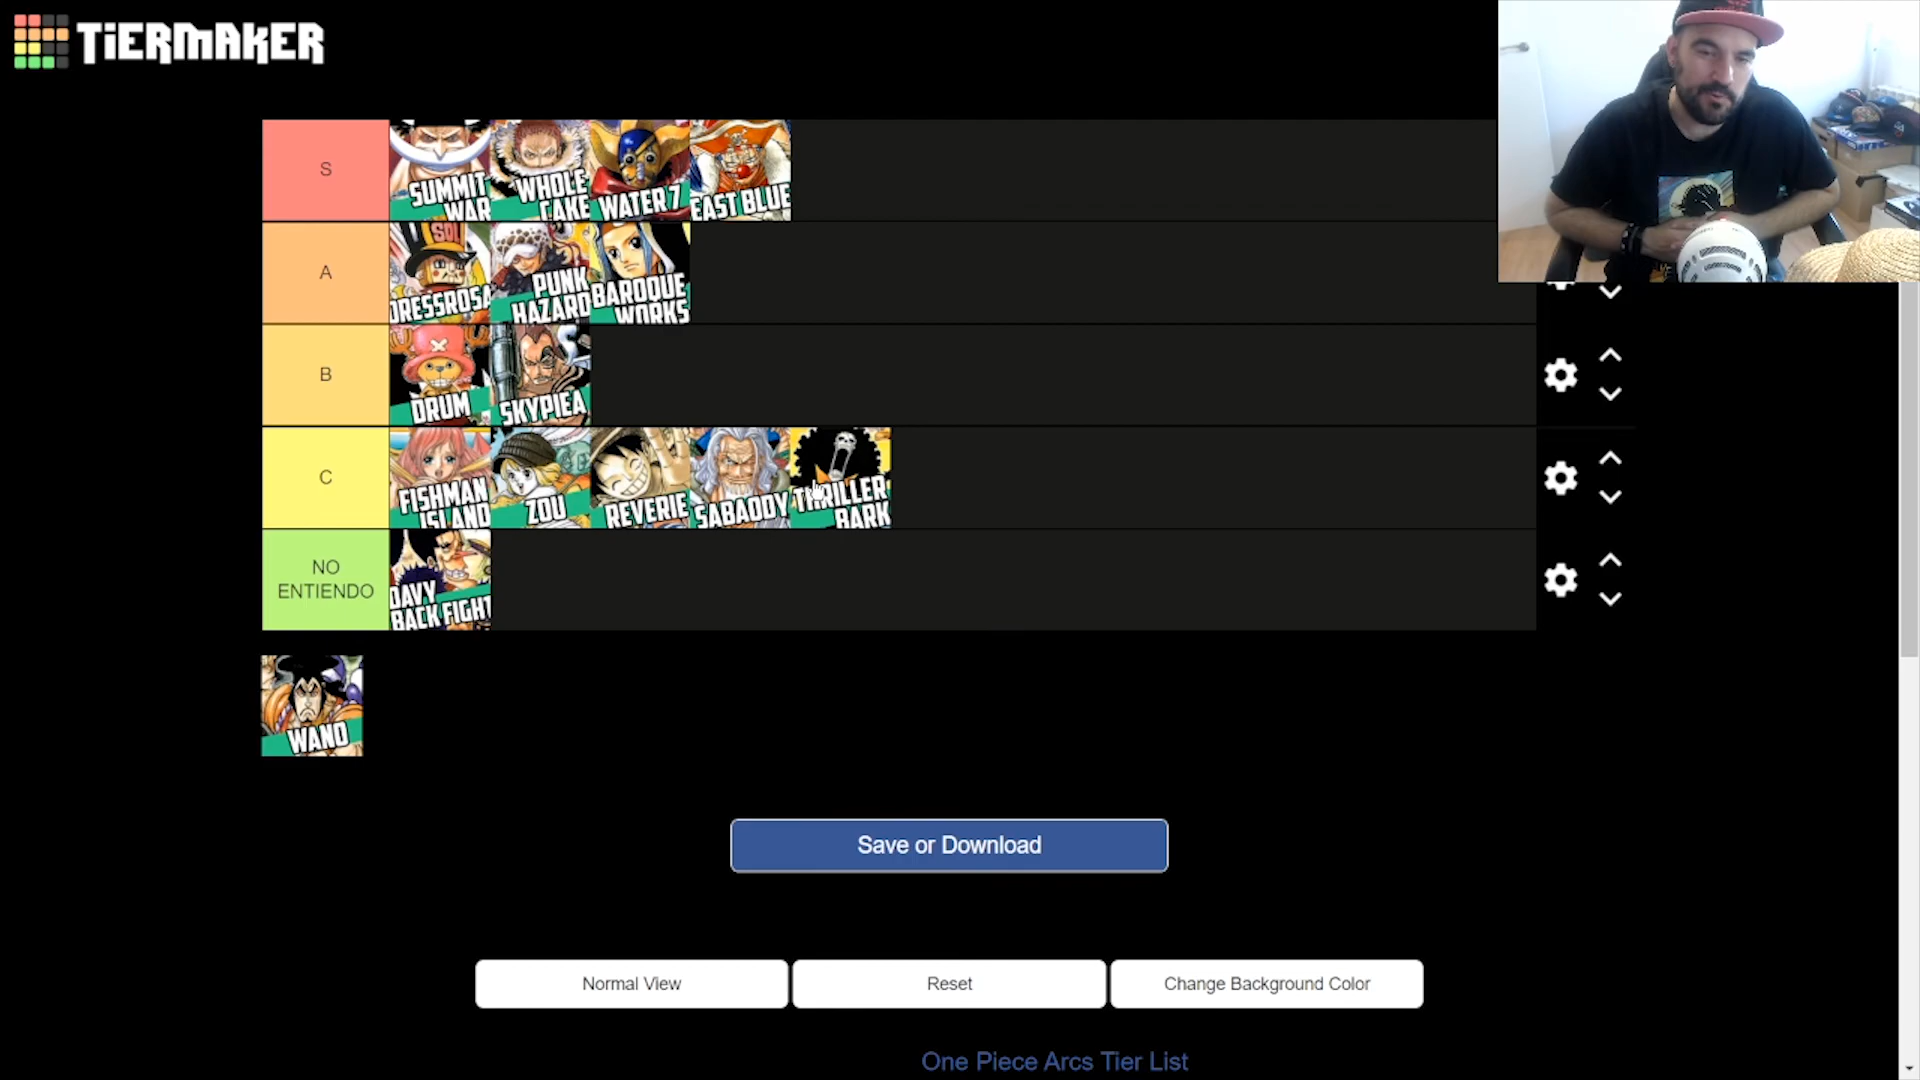 TiERMAKER
S
SUMMIT
WAR
WHOLE
CAKE
WATER 7
EAST BLUE
A
SOL
DRESSROSA
PUNK
HAZARD
BAROQUE
WORKS
B
DRUM
SKYPIEA
C
FISHMAN
ISLAND
ZOU
REVERIE
SABAODY
THRILLER
BARK
NO
ENTIENDO
DAVY
BACK FIGHT
WANO
Save or Download
Normal View
Reset
Change Background Color
One Piece Arcs Tier List